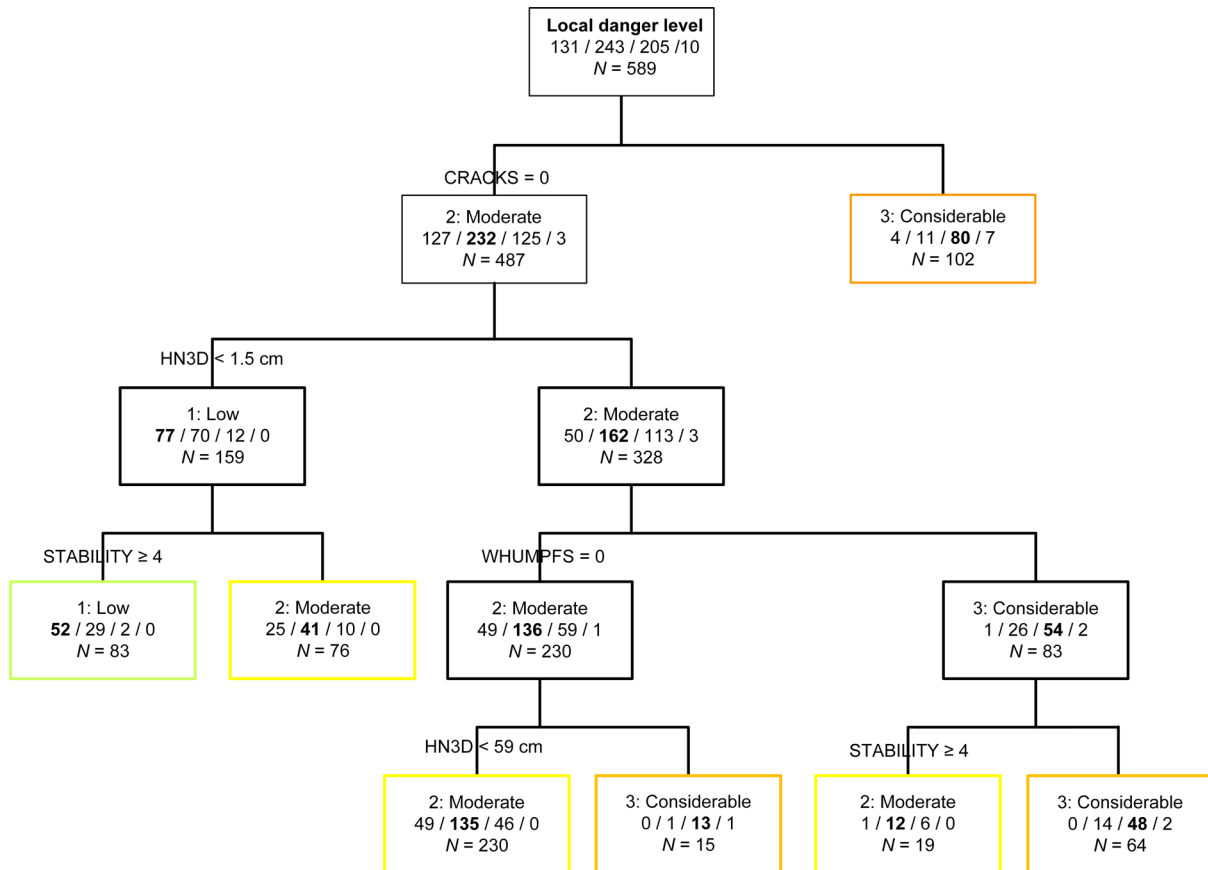 Local danger level
131 / 243 / 205 /10
N = 589
CRACKS = 0
2: Moderate
127 / 232 / 125 / 3
N = 487
3: Considerable
4 / 11 / 80 / 7
N = 102
HN3D < 1.5 cm
1: Low
77 / 70 / 12 / 0
N = 159
2: Moderate
50 / 162 / 113 / 3
N = 328
STABILITY ≥ 4
WHUMPFS = 0
1: Low
52 / 29 / 2 / 0
N = 83
2: Moderate
25 / 41 / 10 / 0
N = 76
2: Moderate
49 / 136 / 59 / 1
N = 230
3: Considerable
1 / 26 / 54 / 2
N = 83
HN3D < 59 cm
STABILITY ≥ 4
2: Moderate
49 / 135 / 46 / 0
N = 230
3: Considerable
0 / 1 / 13 / 1
N = 15
2: Moderate
1 / 12 / 6 / 0
N = 19
3: Considerable
0 / 14 / 48 / 2
N = 64